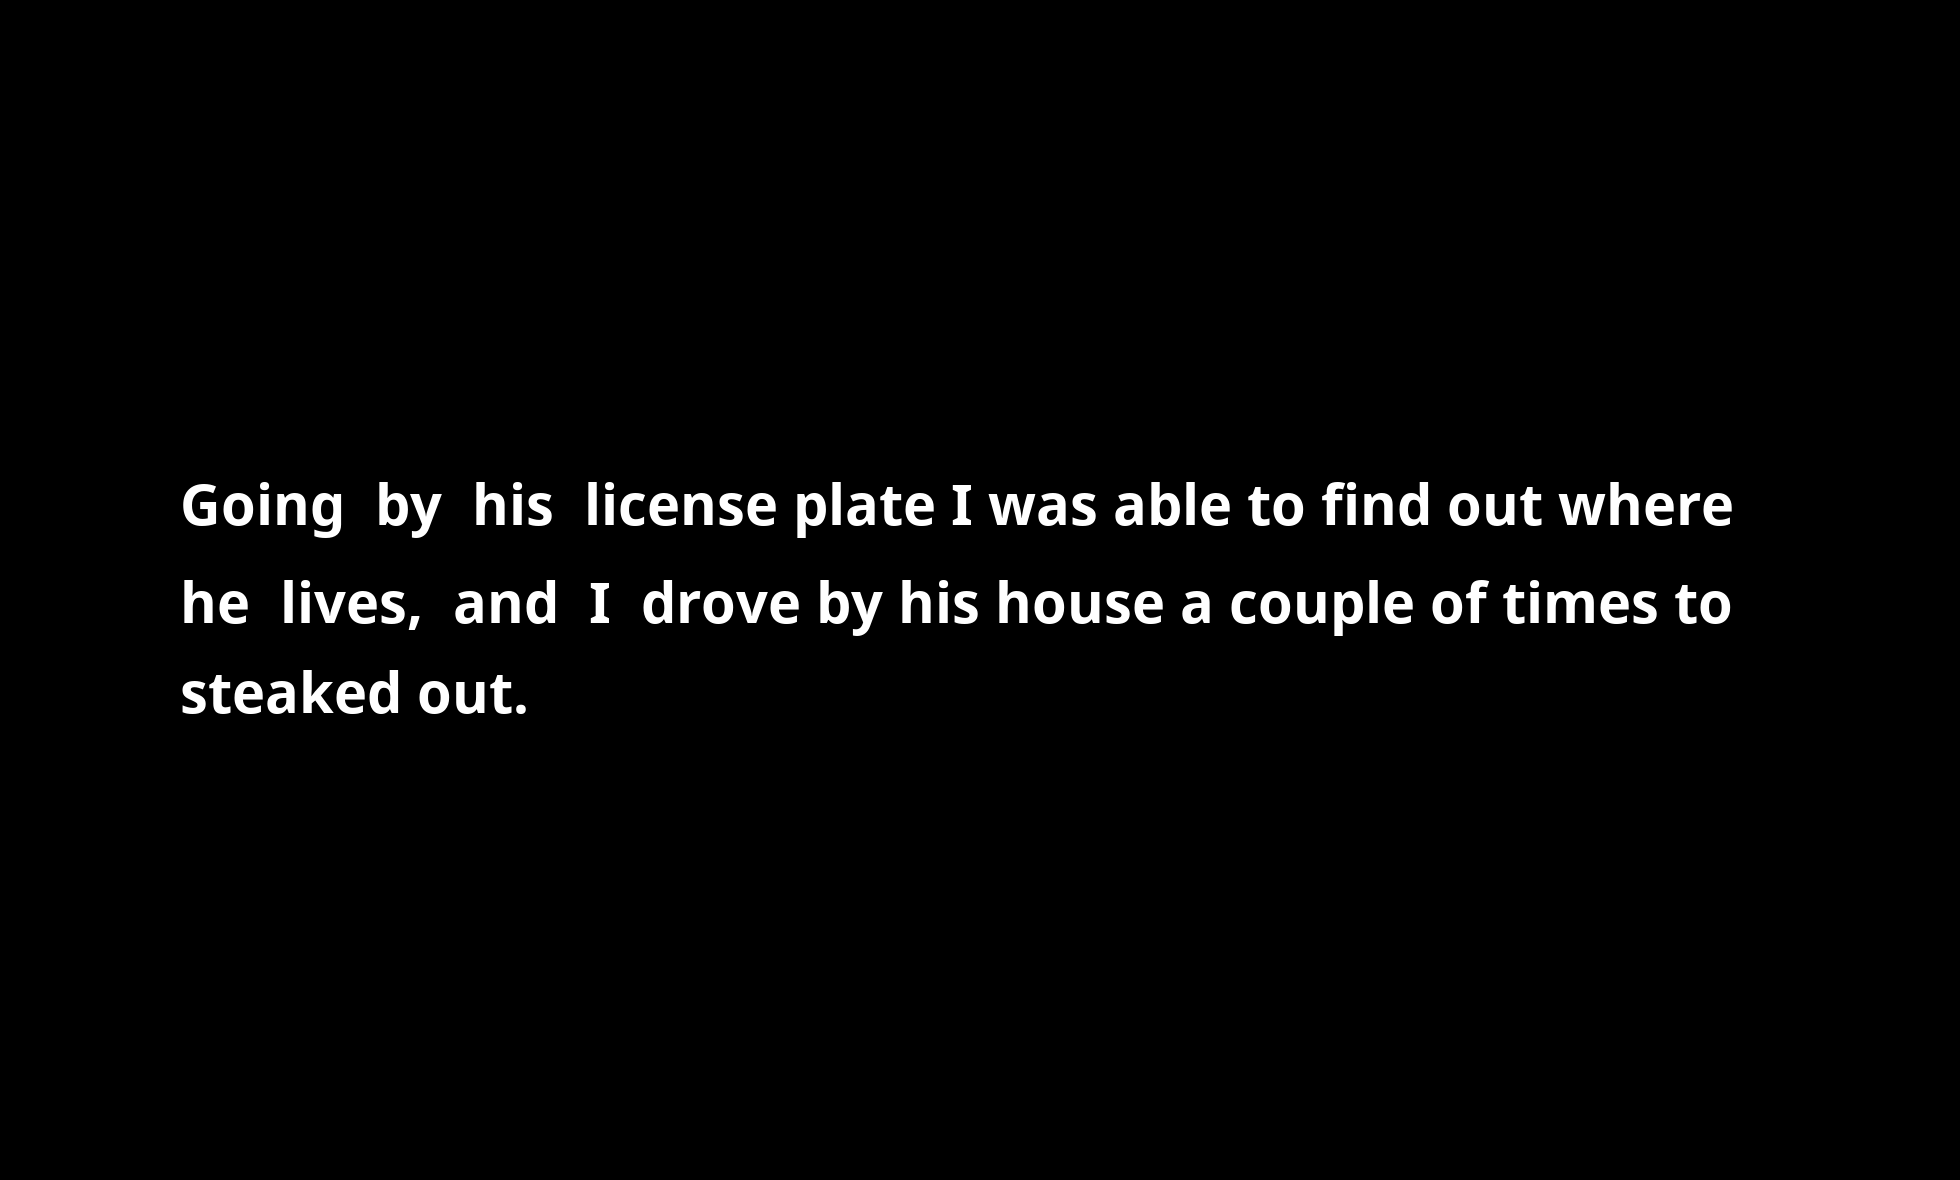 Going by his license plate I was able to find out where
he lives, and I drove by his house a couple of times to
steaked out.